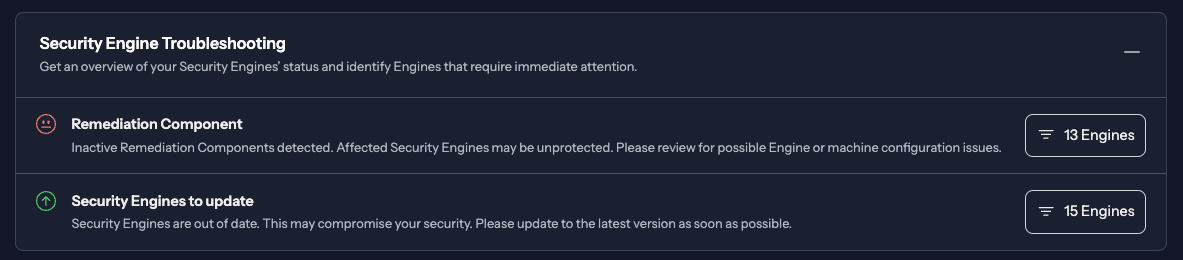 Security Engine Troubleshooting
Get an overview of your Security Engines' status and identify Engines that require immediate attention.
Remediation Component
Inactive Remediation Components detected. Affected Security Engines may be unprotected. Please review for possible Engine or machine configuration issues.
13 Engines
Security Engines to update
Security Engines are out of date. This may compromise your security. Please update to the latest version as soon as possible.
15 Engines